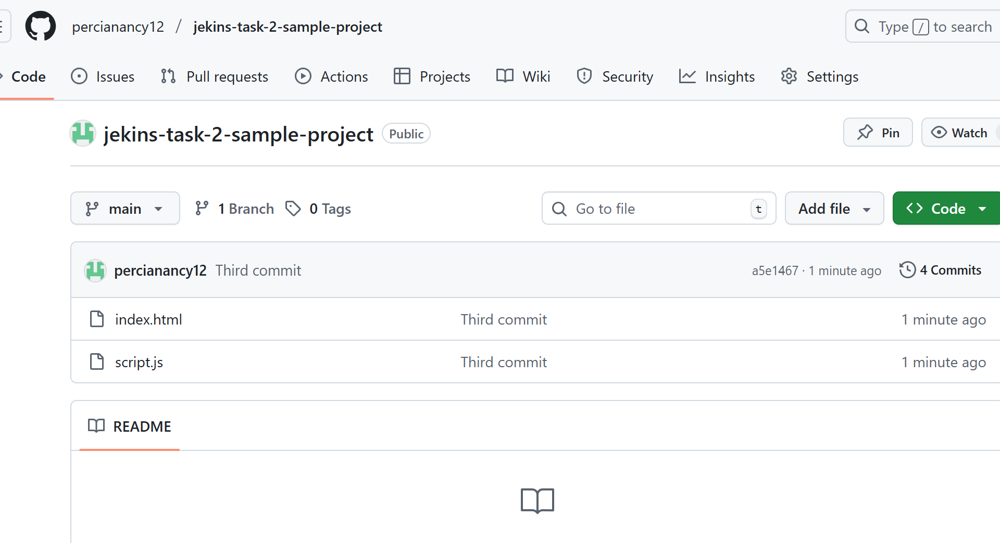 percianancy12 / jekins-task-2-sample-project
Type / to search
Code Issues Pull requests Actions Projects Wiki Security Insights Settings
jekins-task-2-sample-project Public
Pin Watch
main 1 Branch 0 Tags
Go to file t Add file Code
percianancy12 Third commit a5e1467 · 1 minute ago 4 Commits
index.html Third commit 1 minute ago
script.js Third commit 1 minute ago
README